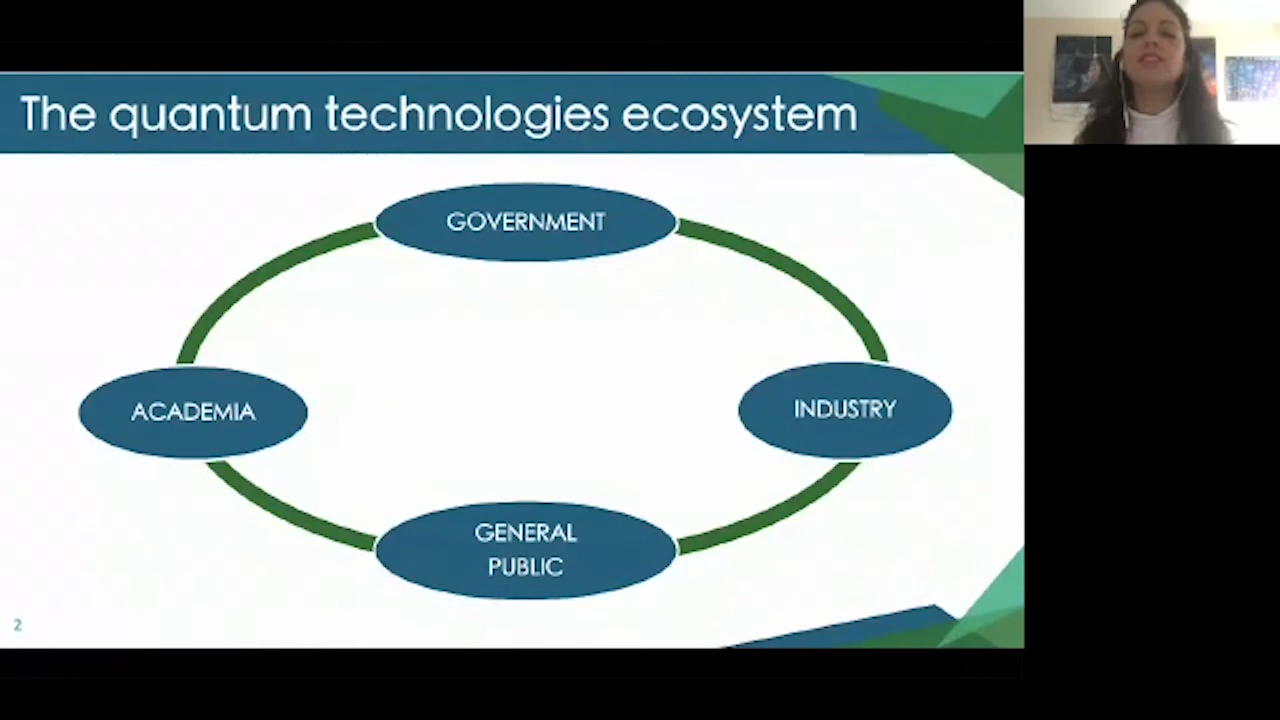 The quantum technologies ecosystem
GOVERNMENT
ACADEMIA
INDUSTRY
GENERAL
PUBLIC
2